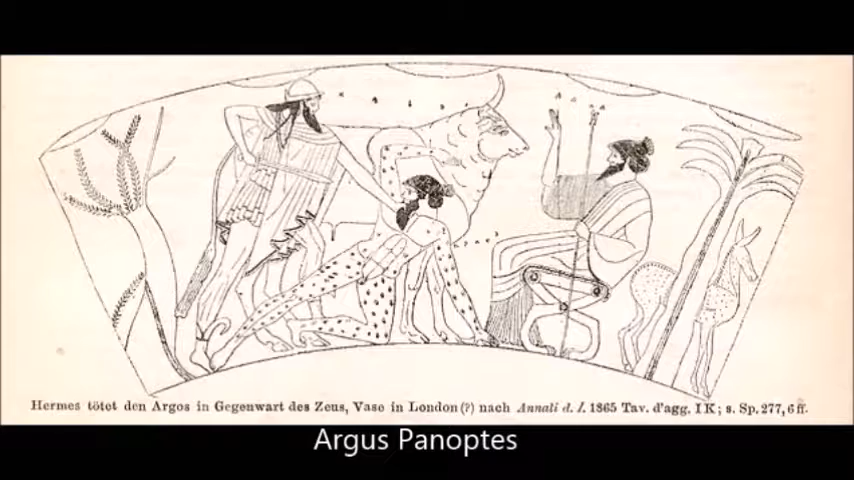 Hermes tötet den Argos in Gegenwart des Zeus, Vase in London (?) nach Annali d. I. 1865 Tav. d'agg. I K; s. Sp. 277, 6 ff.
Argus Panoptes